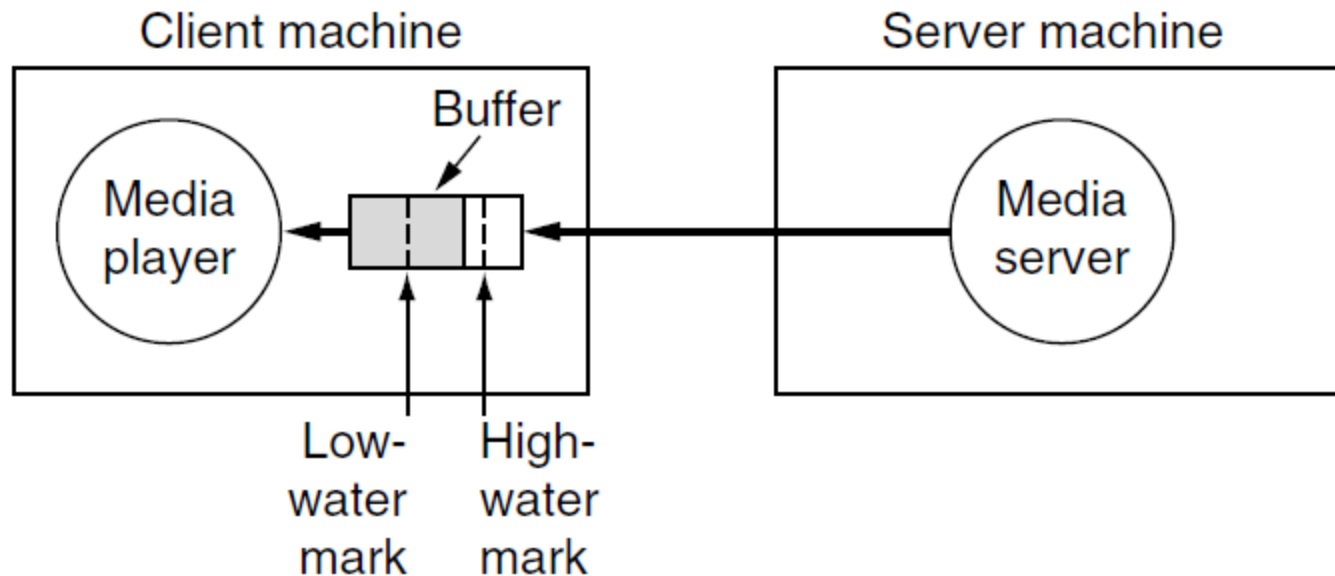 Client machine
Server machine
Buffer
Media
player
Media
server
Low-
water
mark
High-
water
mark